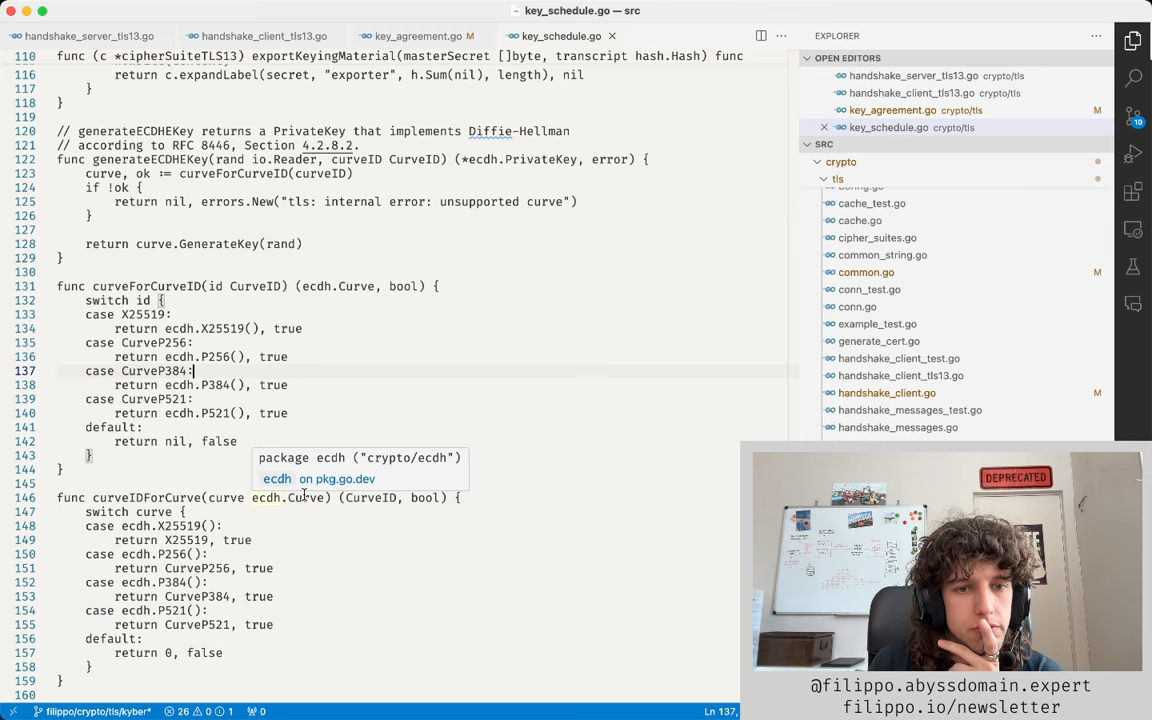 key_schedule.go — src
handshake_server_tls13.go
handshake_client_tls13.go
key_agreement.go M
key_schedule.go
110 func (c *cipherSuiteTLS13) exportKeyingMaterial(masterSecret []byte, transcript hash.Hash) func
116 return c.expandLabel(secret, "exporter", h.Sum(nil), length), nil
117 }
118 }
119
120 // generateECDHEKey returns a PrivateKey that implements Diffie-Hellman
121 // according to RFC 8446, Section 4.2.8.2.
122 func generateECDHEKey(rand io.Reader, curveID CurveID) (*ecdh.PrivateKey, error) {
123 curve, ok := curveForCurveID(curveID)
124 if !ok {
125 return nil, errors.New("tls: internal error: unsupported curve")
126 }
127
128 return curve.GenerateKey(rand)
129 }
130
131 func curveForCurveID(id CurveID) (ecdh.Curve, bool) {
132 switch id {
133 case X25519:
134 return ecdh.X25519(), true
135 case CurveP256:
136 return ecdh.P256(), true
137 case CurveP384:
138 return ecdh.P384(), true
139 case CurveP521:
140 return ecdh.P521(), true
141 default:
142 return nil, false
143 }
144 }
145
package ecdh ("crypto/ecdh")
ecdh on pkg.go.dev
146 func curveIDForCurve(curve ecdh.Curve) (CurveID, bool) {
147 switch curve {
148 case ecdh.X25519():
149 return X25519, true
150 case ecdh.P256():
151 return CurveP256, true
152 case ecdh.P384():
153 return CurveP384, true
154 case ecdh.P521():
155 return CurveP521, true
156 default:
157 return 0, false
158 }
159 }
160
EXPLORER
OPEN EDITORS
handshake_server_tls13.go crypto/tls
handshake_client_tls13.go crypto/tls
key_agreement.go crypto/tls M
key_schedule.go crypto/tls
SRC
crypto
tls
boring.go
cache_test.go
cache.go
cipher_suites.go
common_string.go
common.go M
conn_test.go
conn.go
example_test.go
generate_cert.go
handshake_client_test.go
handshake_client_tls13.go
handshake_client.go M
handshake_messages_test.go
handshake_messages.go
10
DEPRECATED
@filippo.abyssdomain.expert
filippo.io/newsletter
filippo/crypto/tls/kyber* 26 0 1 0
Ln 137,